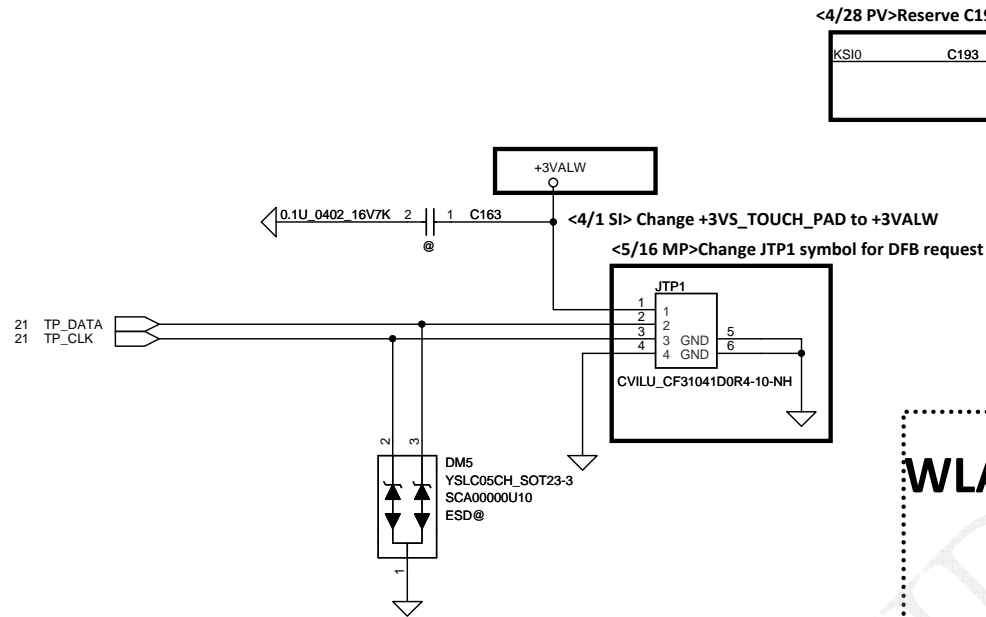 <4/28 PV>Reserve C19
KSI0 C193
+3VALW
0.1U_0402_16V7K 2 1 C163
@
<4/1 SI> Change +3VS_TOUCH_PAD to +3VALW
<5/16 MP>Change JTP1 symbol for DFB request
JTP1
1 1
2 2
3 3 GND 5
4 4 GND 6
CVILU_CF31041D0R4-10-NH
21 TP_DATA
21 TP_CLK
2 3
DM5
YSLC05CH_SOT23-3
SCA00000U10
ESD@
1
WLA